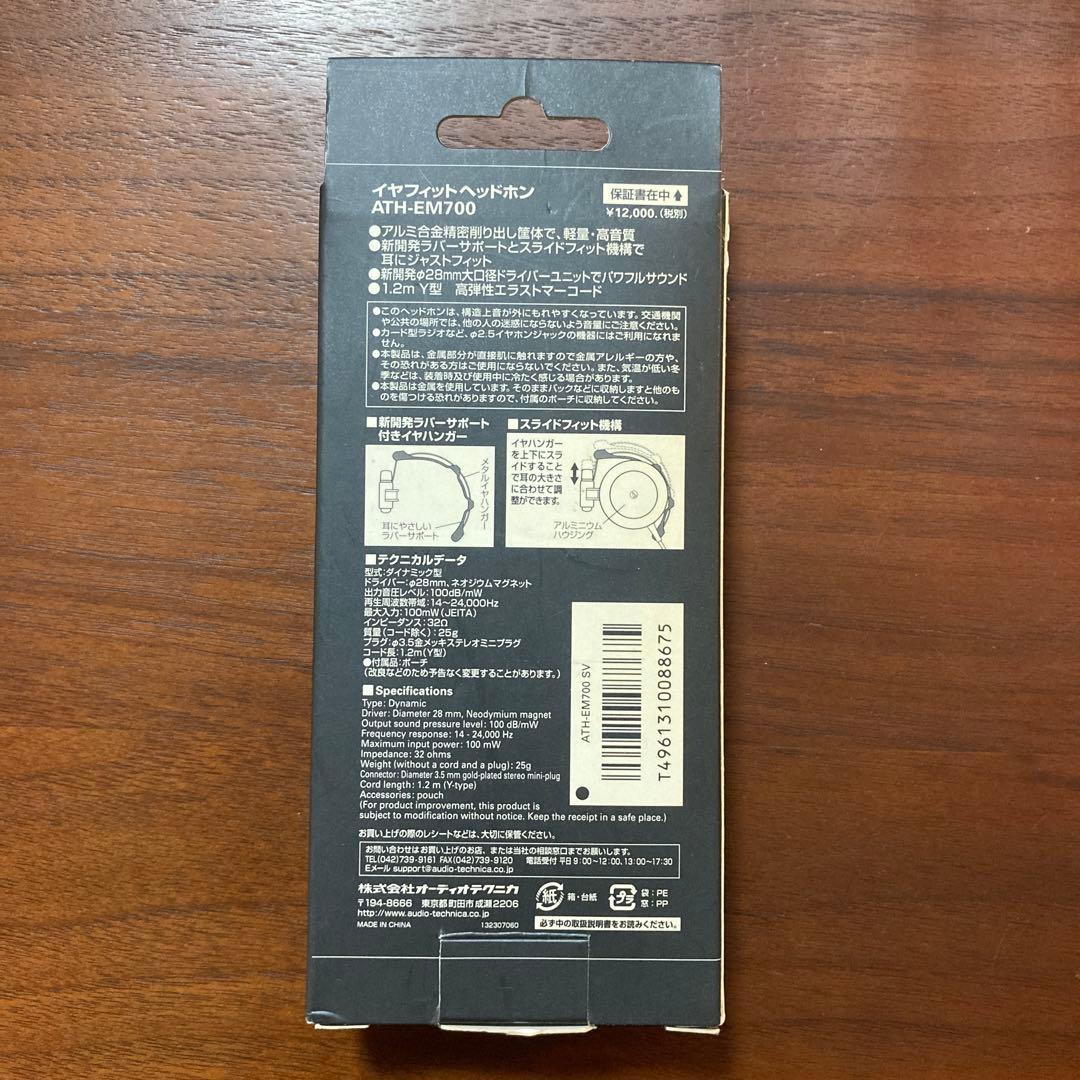 イヤフィットヘッドホン
ATH-EM700
保証書在中⬆
¥12,000.(税別)
●アルミ合金精密削り出し筐体で、軽量・高音質
●新開発ラバーサポートとスライドフィット機構で
耳にジャストフィット
●新開発φ28mm大口径ドライバーユニットでパワフルサウンド
●1.2m Y型 高弾性エラストマーコード
●このヘッドホンは、構造上音が外にもれやすくなっています。交通機関
や公共の場所では、他の人の迷惑にならないよう音量にご注意ください。
●カード型ラジオなど、φ2.5イヤホンジャックの機器にはご利用になれま
せん。
●本製品は、金属部分が直接肌に触れますので金属アレルギーの方や、
その恐れがある方はご使用にならないでください。また、気温が低い冬
季などは、装着時及び使用中に冷たく感じる場合があります。
●本製品は金属を使用しています。そのままバックなどに収納しますと他のも
のを傷つける恐れがありますので、付属のポーチに収納してください。
■新開発ラバーサポート
付きイヤハンガー
メタルイヤハンガー
耳にやさしい
ラバーサポート
■スライドフィット機構
イヤハンガー
を上下にスラ
イドすること
で耳の大きさ
に合わせて調
整ができます。
アルミニウム
ハウジング
■テクニカルデータ
型式:ダイナミック型
ドライバー:φ28mm、ネオジウムマグネット
出力音圧レベル:100dB/mW
再生周波数帯域:14〜24,000Hz
最大入力:100mW(JEITA)
インピーダンス:32Ω
質量(コード除く):25g
プラグ:φ3.5金メッキステレオミニプラグ
コード長:1.2m(Y型)
●付属品:ポーチ
(改良などのため予告なく変更することがあります。)
■Specifications
Type: Dynamic
Driver: Diameter 28 mm, Neodymium magnet
Output sound pressure level: 100 dB/mW
Frequency response: 14 - 24,000 Hz
Maximum input power: 100 mW
Impedance: 32 ohms
Weight (without a cord and a plug): 25g
Connector: Diameter 3.5 mm gold-plated stereo mini-plug
Cord length: 1.2 m (Y-type)
Accessories: pouch
(For product improvement, this product is
subject to modification without notice. Keep the receipt in a safe place.)
ATH-EM700 SV
T4961310088675
お買い上げの際のレシートなどは、大切に保管ください。
お問い合わせはお買い上げのお店、または当社の相談窓口までお願いします。
TEL(042)739-9161 FAX(042)739-9120 電話受付 平日9:00〜12:00、13:00〜17:30
Eメール support@audio-technica.co.jp
株式会社オーディオテクニカ
〒194-8666 東京都町田市成瀬2206
http://www.audio-technica.co.jp
MADE IN CHINA 132307060
紙 箱・台紙
プラ 袋:PE
窓:PP
必ず中の取扱説明書をお読みください。